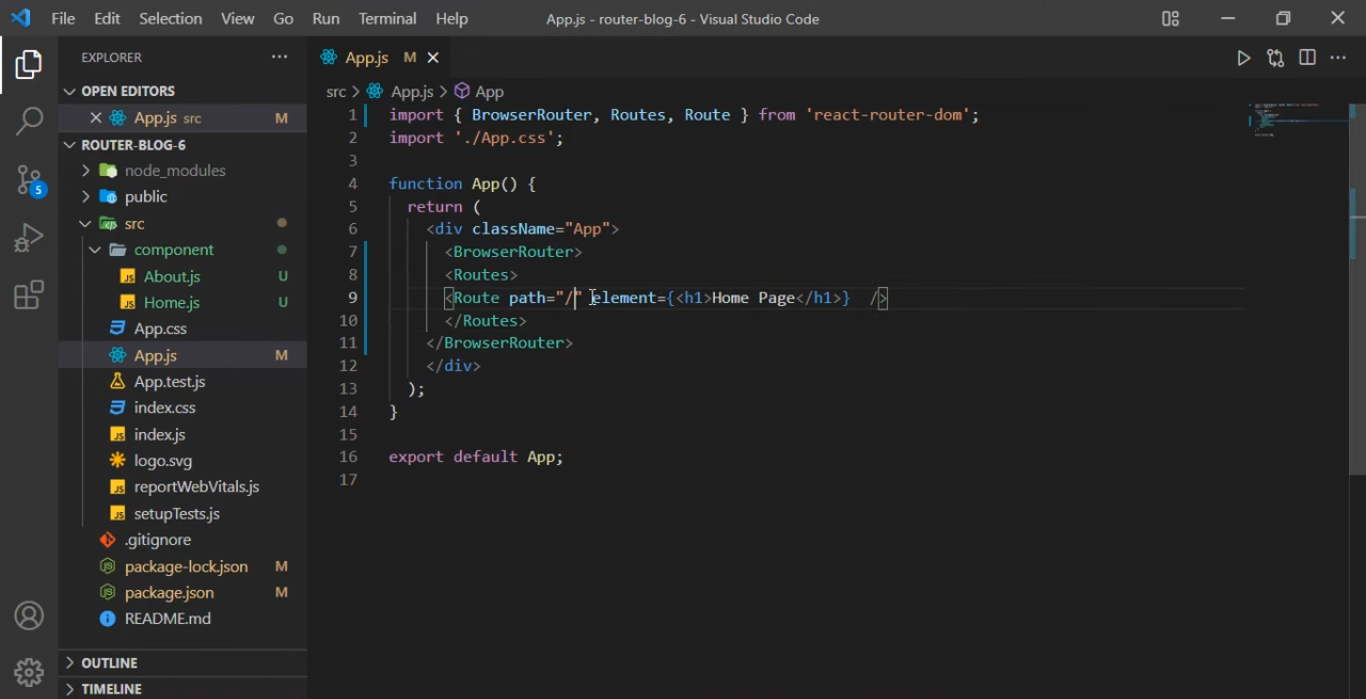 File Edit Selection View Go Run Terminal Help
App.js - router-blog-6 - Visual Studio Code
EXPLORER
OPEN EDITORS
App.js src M
ROUTER-BLOG-6
node_modules
public
src
component
About.js U
Home.js U
App.css
App.js M
App.test.js
index.css
index.js
logo.svg
reportWebVitals.js
setupTests.js
.gitignore
package-lock.json M
package.json M
README.md
OUTLINE
TIMELINE
5
App.js M
src > App.js > App
1 import { BrowserRouter, Routes, Route } from 'react-router-dom';
2 import './App.css';
3
4 function App() {
5 return (
6 <div className="App">
7 <BrowserRouter>
8 <Routes>
9 <Route path="/" element={<h1>Home Page</h1>} />
10 </Routes>
11 </BrowserRouter>
12 </div>
13 );
14 }
15
16 export default App;
17